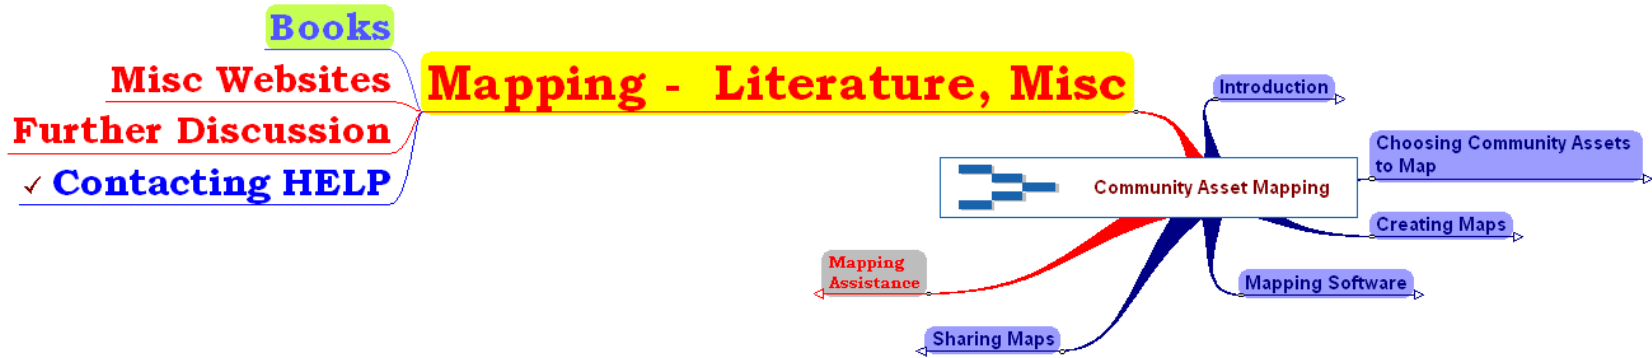 Books
Misc Websites
Further Discussion
Contacting HELP
Mapping - Literature, Misc
Introduction
Choosing Community Assets
to Map
Community Asset Mapping
Creating Maps
Mapping
Assistance
Mapping Software
Sharing Maps